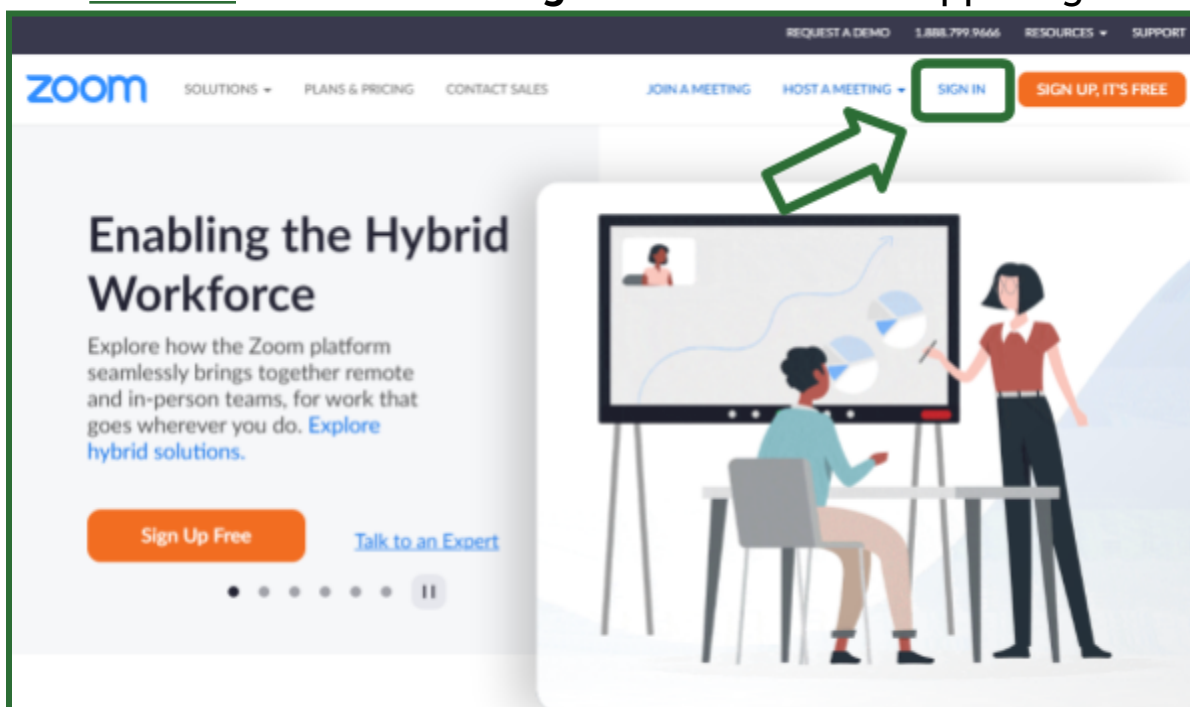 REQUEST A DEMO 1.888.799.9666 RESOURCES SUPPORT
zoom SOLUTIONS PLANS & PRICING CONTACT SALES JOIN A MEETING HOST A MEETING SIGN IN SIGN UP, IT'S FREE
Enabling the Hybrid
Workforce
Explore how the Zoom platform
seamlessly brings together remote
and in-person teams, for work that
goes wherever you do. Explore
hybrid solutions.
Sign Up Free Talk to an Expert